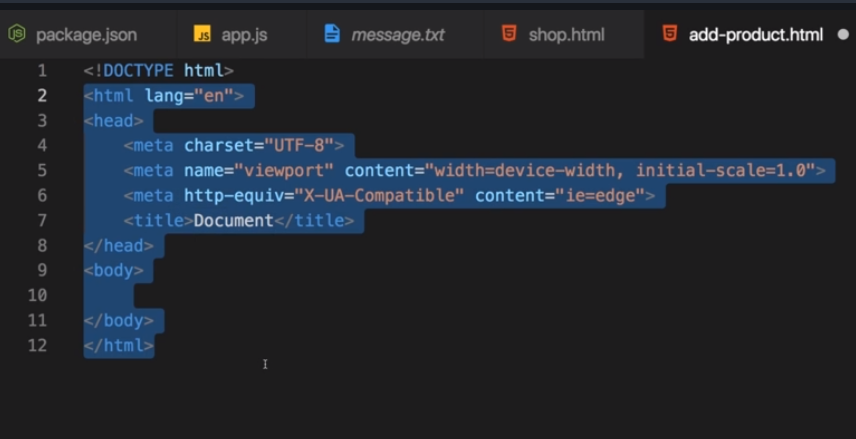 package.json app.js message.txt shop.html add-product.html
1 <!DOCTYPE html>
2 <html lang="en">
3 <head>
4     <meta charset="UTF-8">
5     <meta name="viewport" content="width=device-width, initial-scale=1.0">
6     <meta http-equiv="X-UA-Compatible" content="ie=edge">
7     <title>Document</title>
8 </head>
9 <body>
10
11 </body>
12 </html>